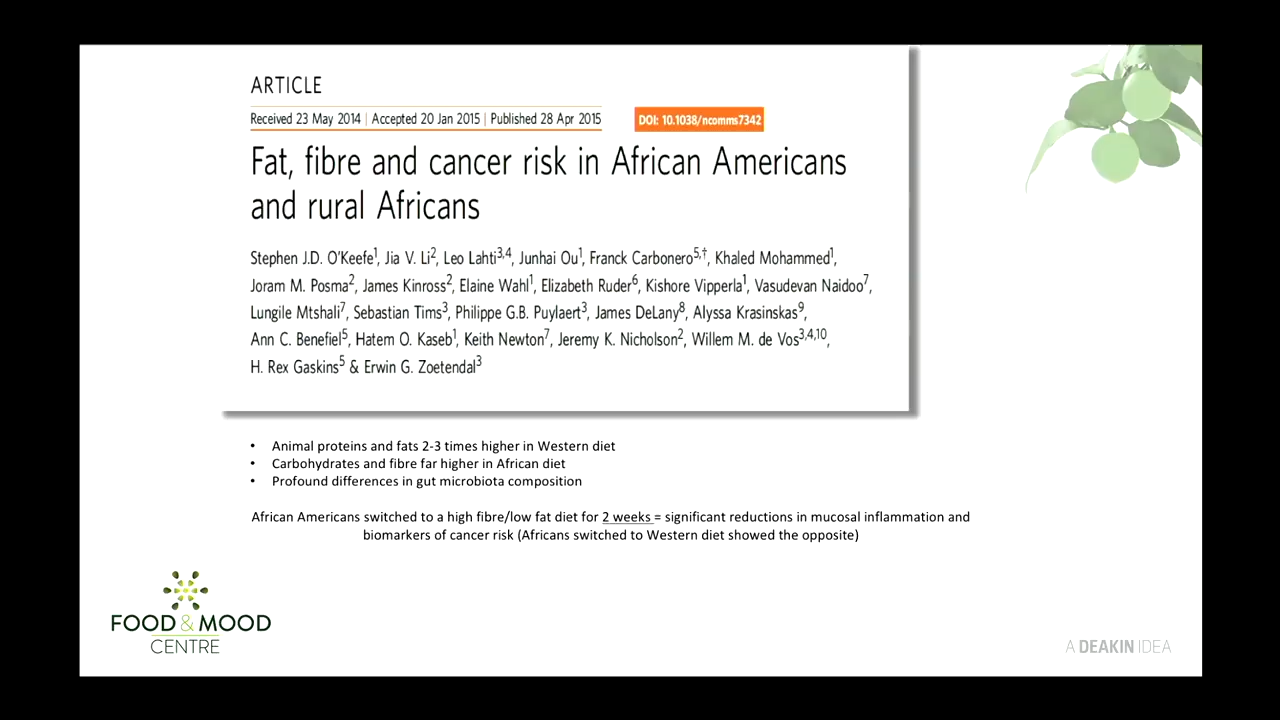 ARTICLE
Received 23 May 2014 | Accepted 20 Jan 2015 | Published 28 Apr 2015
DOI: 10.1038/ncomms7342
Fat, fibre and cancer risk in African Americans
and rural Africans
Stephen J.D. O'Keefe1, Jia V. Li2, Leo Lahti3,4, Junhai Ou1, Franck Carbonero5,†, Khaled Mohammed1,
Joram M. Posma2, James Kinross2, Elaine Wahl1, Elizabeth Ruder6, Kishore Vipperla1, Vasudevan Naidoo7,
Lungile Mtshali7, Sebastian Tims3, Philippe G.B. Puylaert3, James DeLany8, Alyssa Krasinskas9,
Ann C. Benefiel5, Hatem O. Kaseb1, Keith Newton7, Jeremy K. Nicholson2, Willem M. de Vos3,4,10,
H. Rex Gaskins5 & Erwin G. Zoetendal3
• Animal proteins and fats 2-3 times higher in Western diet
• Carbohydrates and fibre far higher in African diet
• Profound differences in gut microbiota composition
African Americans switched to a high fibre/low fat diet for 2 weeks = significant reductions in mucosal inflammation and
biomarkers of cancer risk (Africans switched to Western diet showed the opposite)
FOOD & MOOD
CENTRE
A DEAKIN IDEA